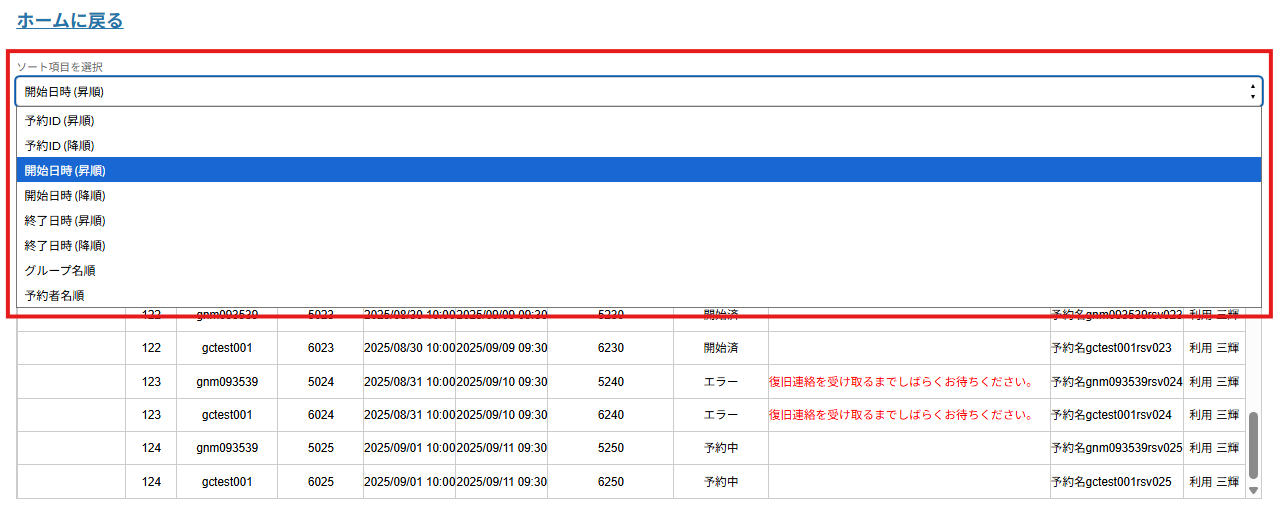 ホームに戻る
ソート項目を選択
開始日時 (昇順)
予約ID (昇順)
予約ID (降順)
開始日時 (昇順)
開始日時 (降順)
終了日時 (昇順)
終了日時 (降順)
グループ名順
予約者名順
122 gnm093539 5023 2025/08/30 10:00 2025/09/09 09:30 5230 開始済 予約名gnm093539rsv023 利用 三輝
122 gctest001 6023 2025/08/30 10:00 2025/09/09 09:30 6230 開始済 予約名gctest001rsv023 利用 三輝
123 gnm093539 5024 2025/08/31 10:00 2025/09/10 09:30 5240 エラー 復旧連絡を受け取るまでしばらくお待ちください。 予約名gnm093539rsv024 利用 三輝
123 gctest001 6024 2025/08/31 10:00 2025/09/10 09:30 6240 エラー 復旧連絡を受け取るまでしばらくお待ちください。 予約名gctest001rsv024 利用 三輝
124 gnm093539 5025 2025/09/01 10:00 2025/09/11 09:30 5250 予約中 予約名gnm093539rsv025 利用 三輝
124 gctest001 6025 2025/09/01 10:00 2025/09/11 09:30 6250 予約中 予約名gctest001rsv025 利用 三輝